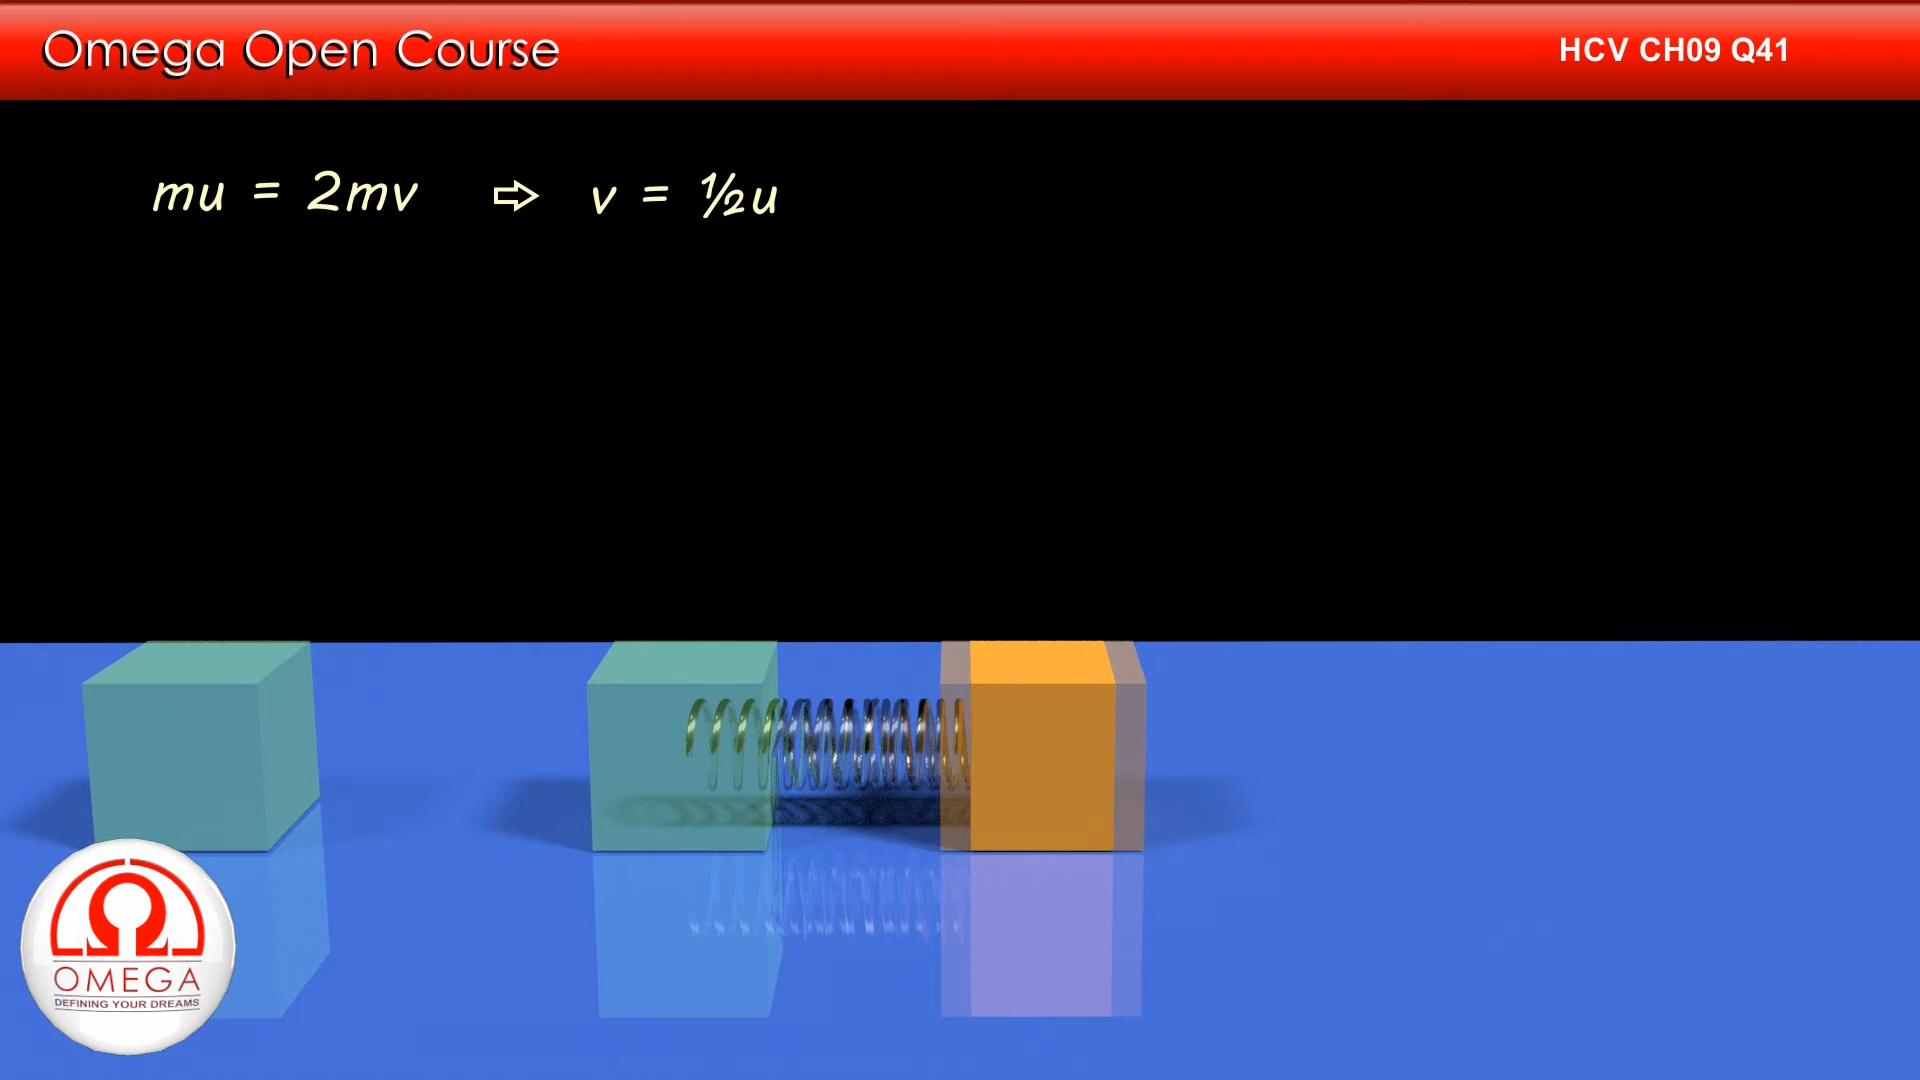 Omega Open Course
HCV CH09 Q41
mu = 2mv ⇨ v = ½u
OMEGA
DEFINING YOUR DREAMS